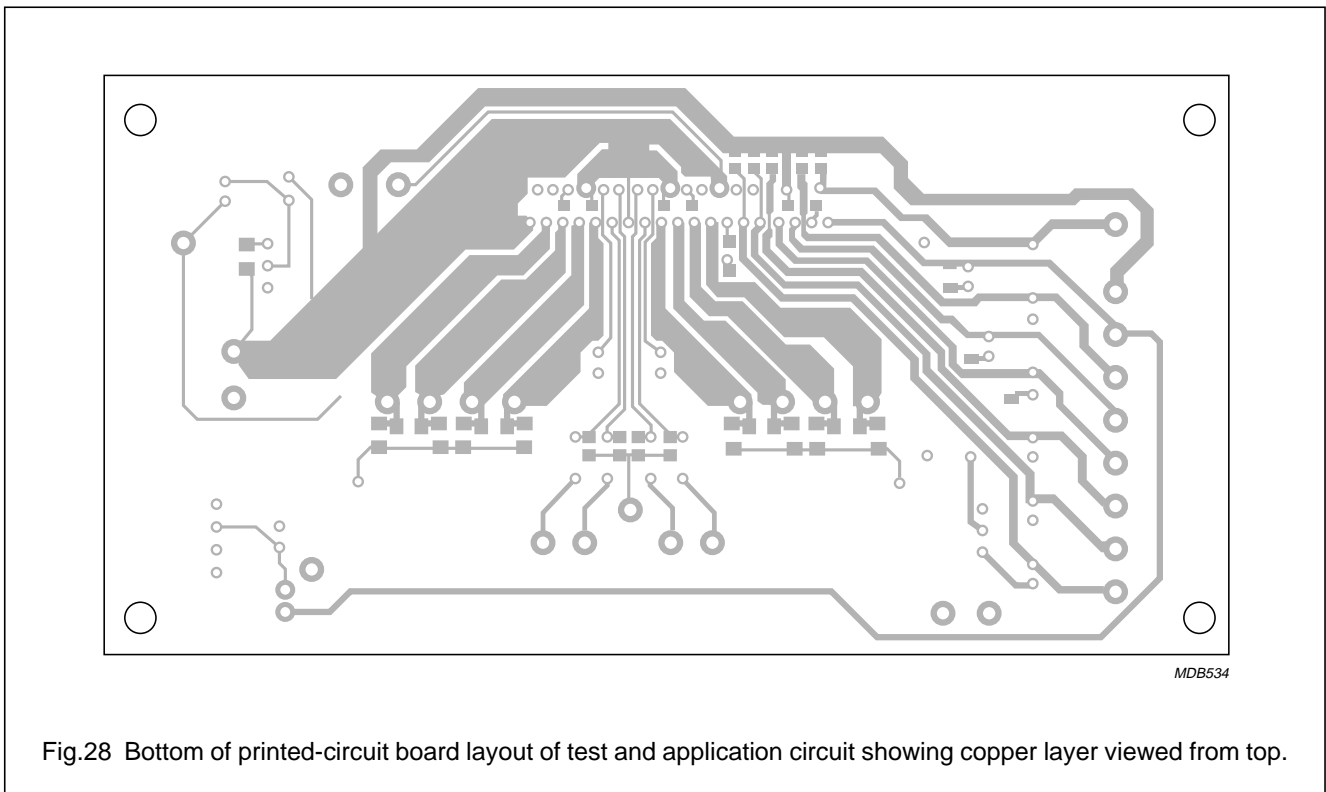 MDB534
Fig.28 Bottom of printed-circuit board layout of test and application circuit showing copper layer viewed from top.